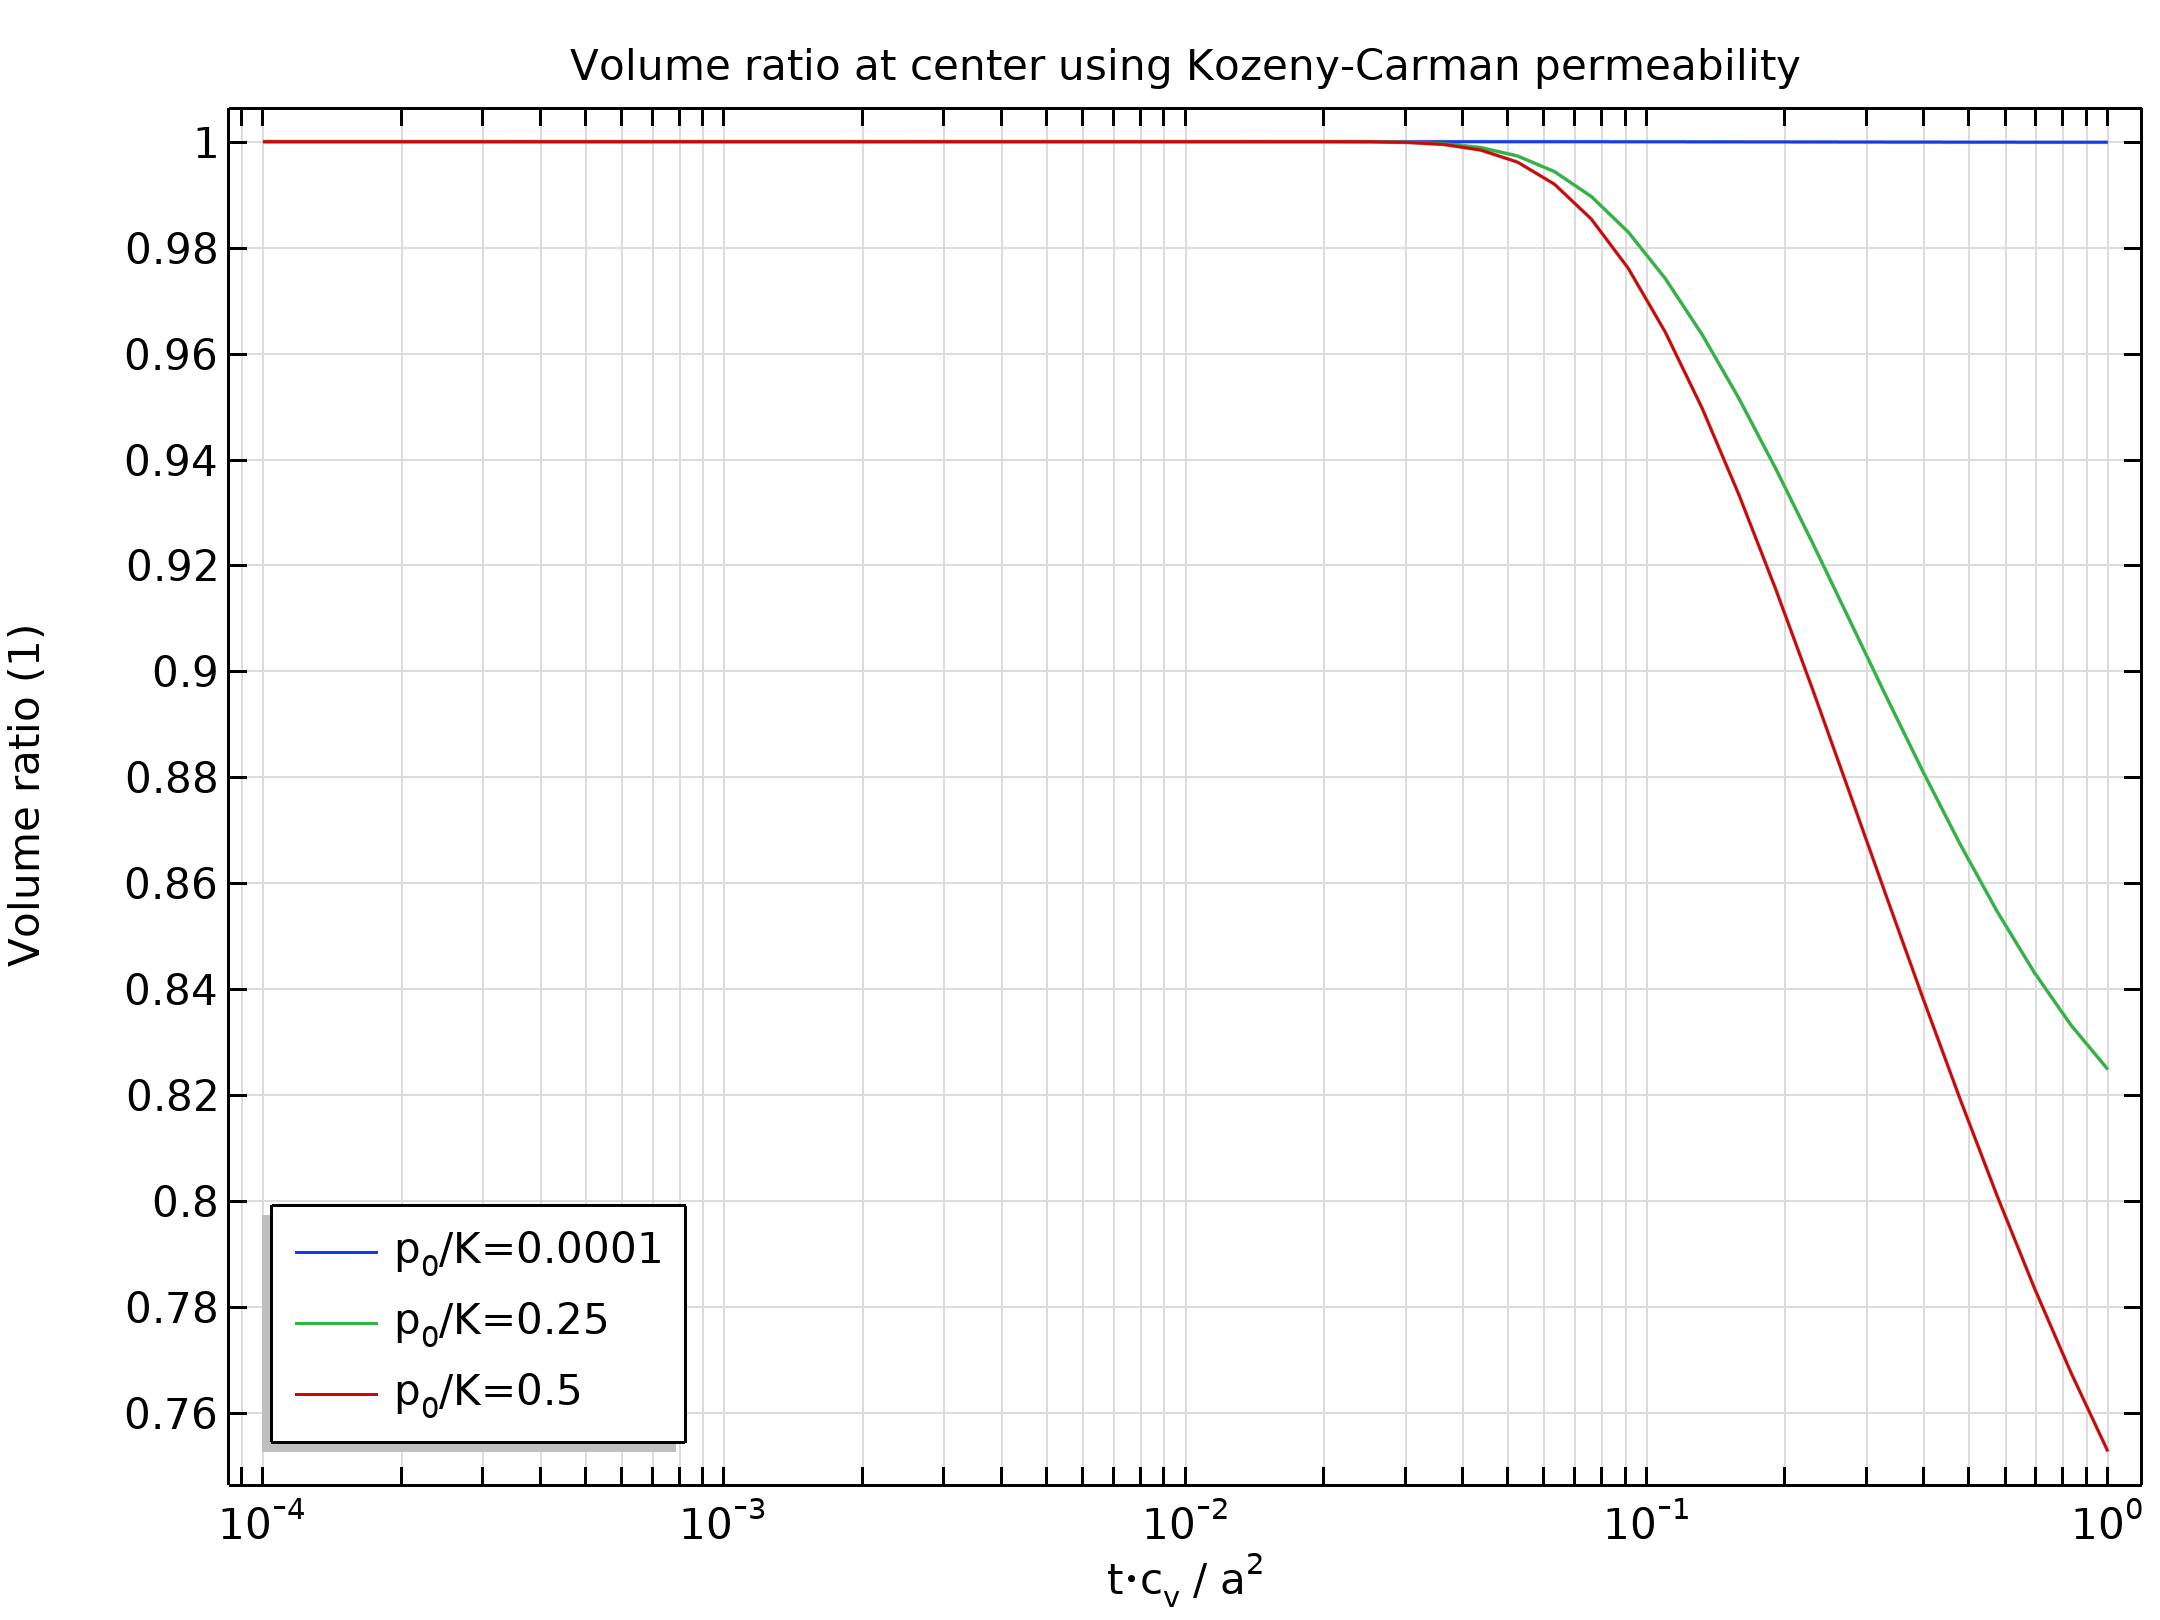 Volume ratio at center using Kozeny-Carman permeability
Volume ratio (1)
1
0.98
0.96
0.94
0.92
0.9
0.88
0.86
0.84
0.82
0.8
0.78
0.76
p₀/K=0.0001
p₀/K=0.25
p₀/K=0.5
10⁻⁴ 10⁻³ 10⁻² 10⁻¹ 10⁰
t·cᵥ / a²